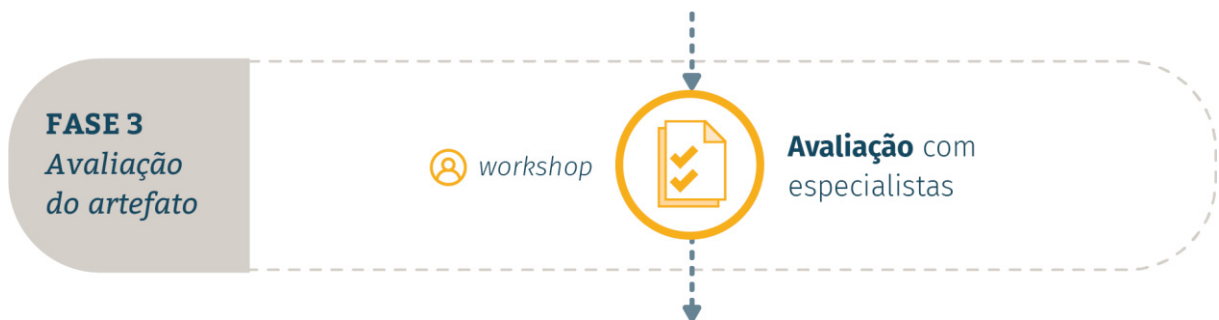 FASE 3
Avaliação
do artefato
workshop
Avaliação com
especialistas